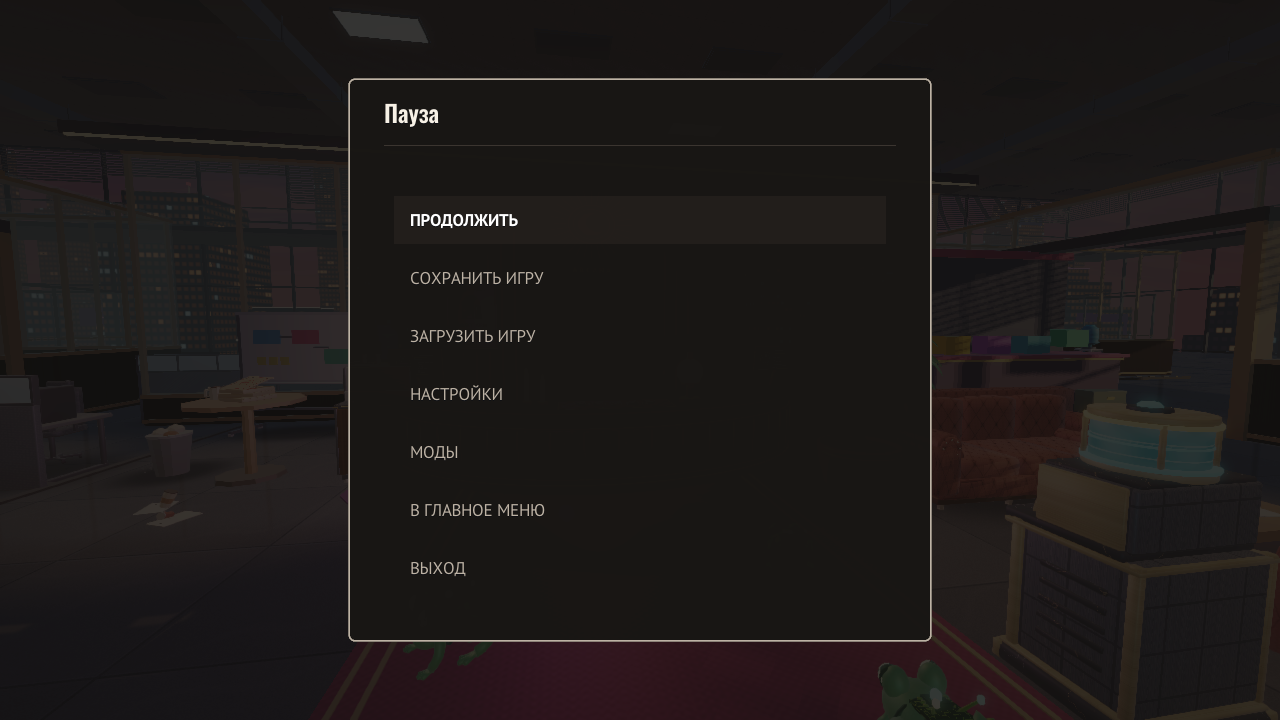 Пауза
ПРОДОЛЖИТЬ
СОХРАНИТЬ ИГРУ
ЗАГРУЗИТЬ ИГРУ
НАСТРОЙКИ
МОДЫ
В ГЛАВНОЕ МЕНЮ
ВЫХОД